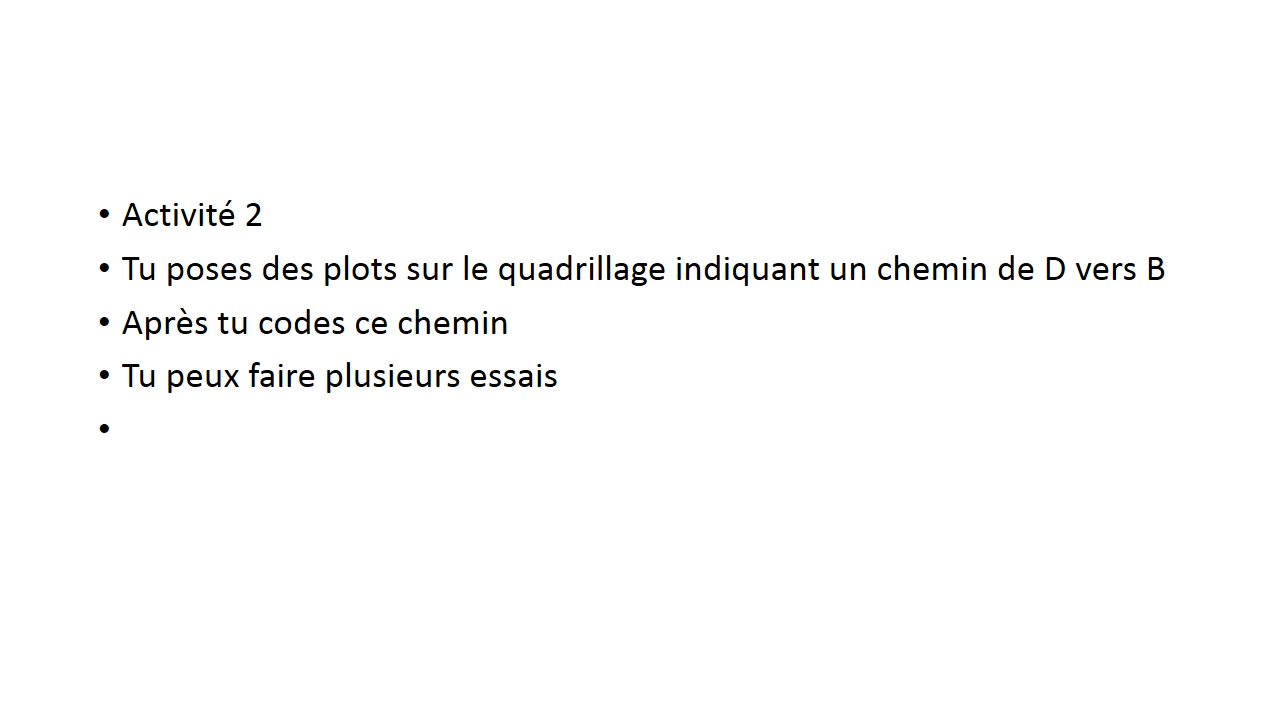 • Activité 2
• Tu poses des plots sur le quadrillage indiquant un chemin de D vers B
• Après tu codes ce chemin
• Tu peux faire plusieurs essais
•